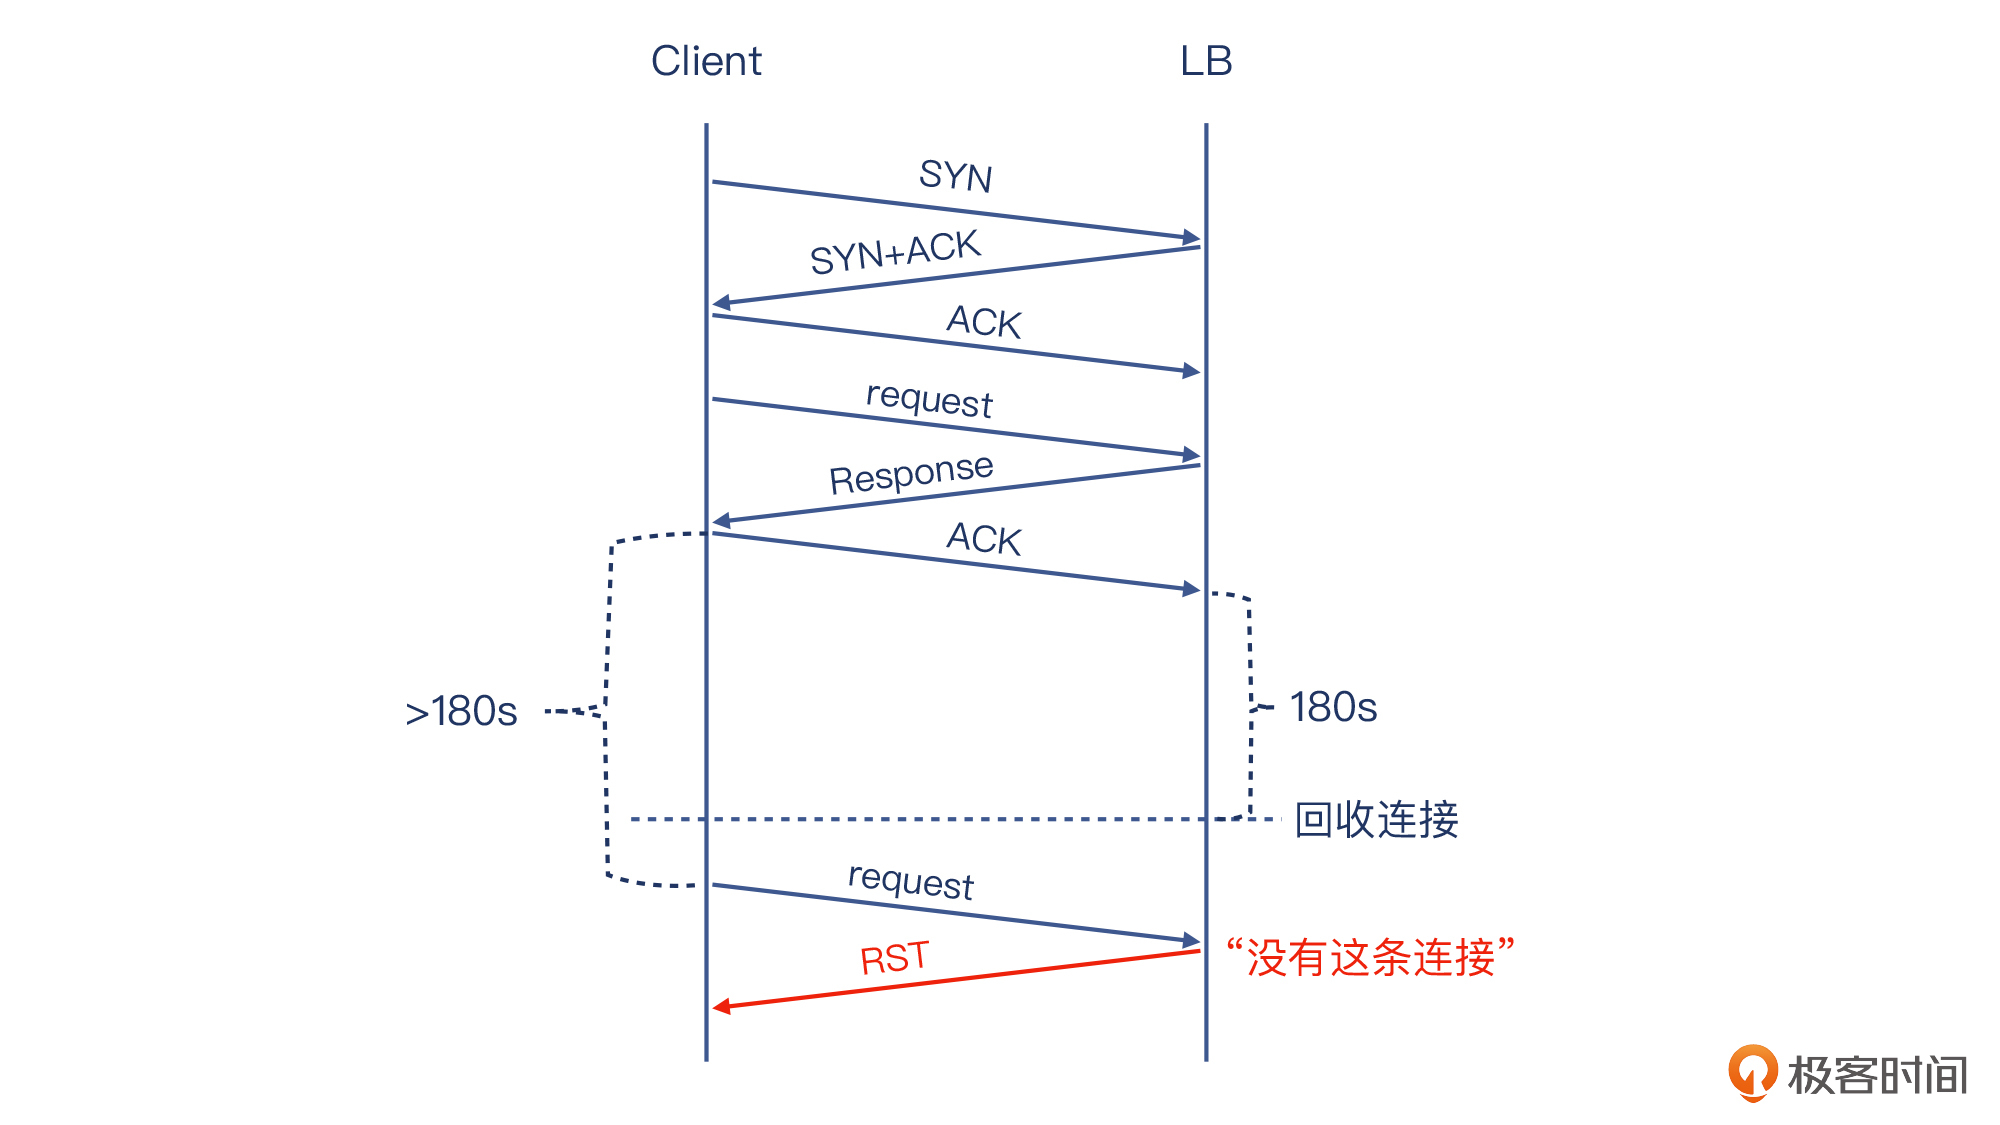 Client
LB
SYN
SYN+ACK
ACK
request
Response
ACK
>180s
180s
回收连接
request
RST
“没有这条连接”
极客时间